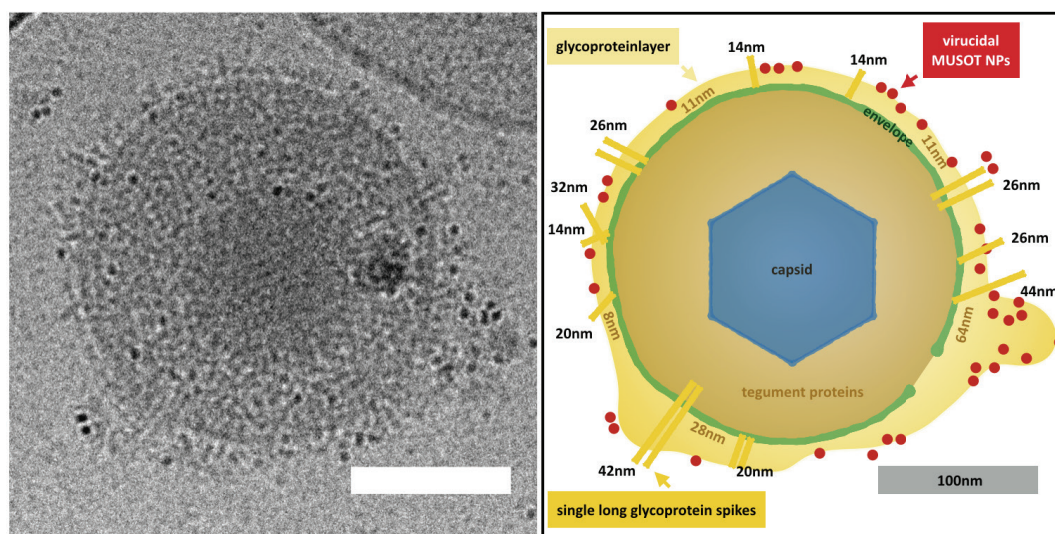 glycoproteinlayer
virucidal
MUSOT NPs
14nm
14nm
11nm
envelope
11nm
26nm
32nm
14nm
26nm
26nm
44nm
capsid
20nm
8nm
64nm
tegument proteins
28nm
42nm
20nm
100nm
single long glycoprotein spikes